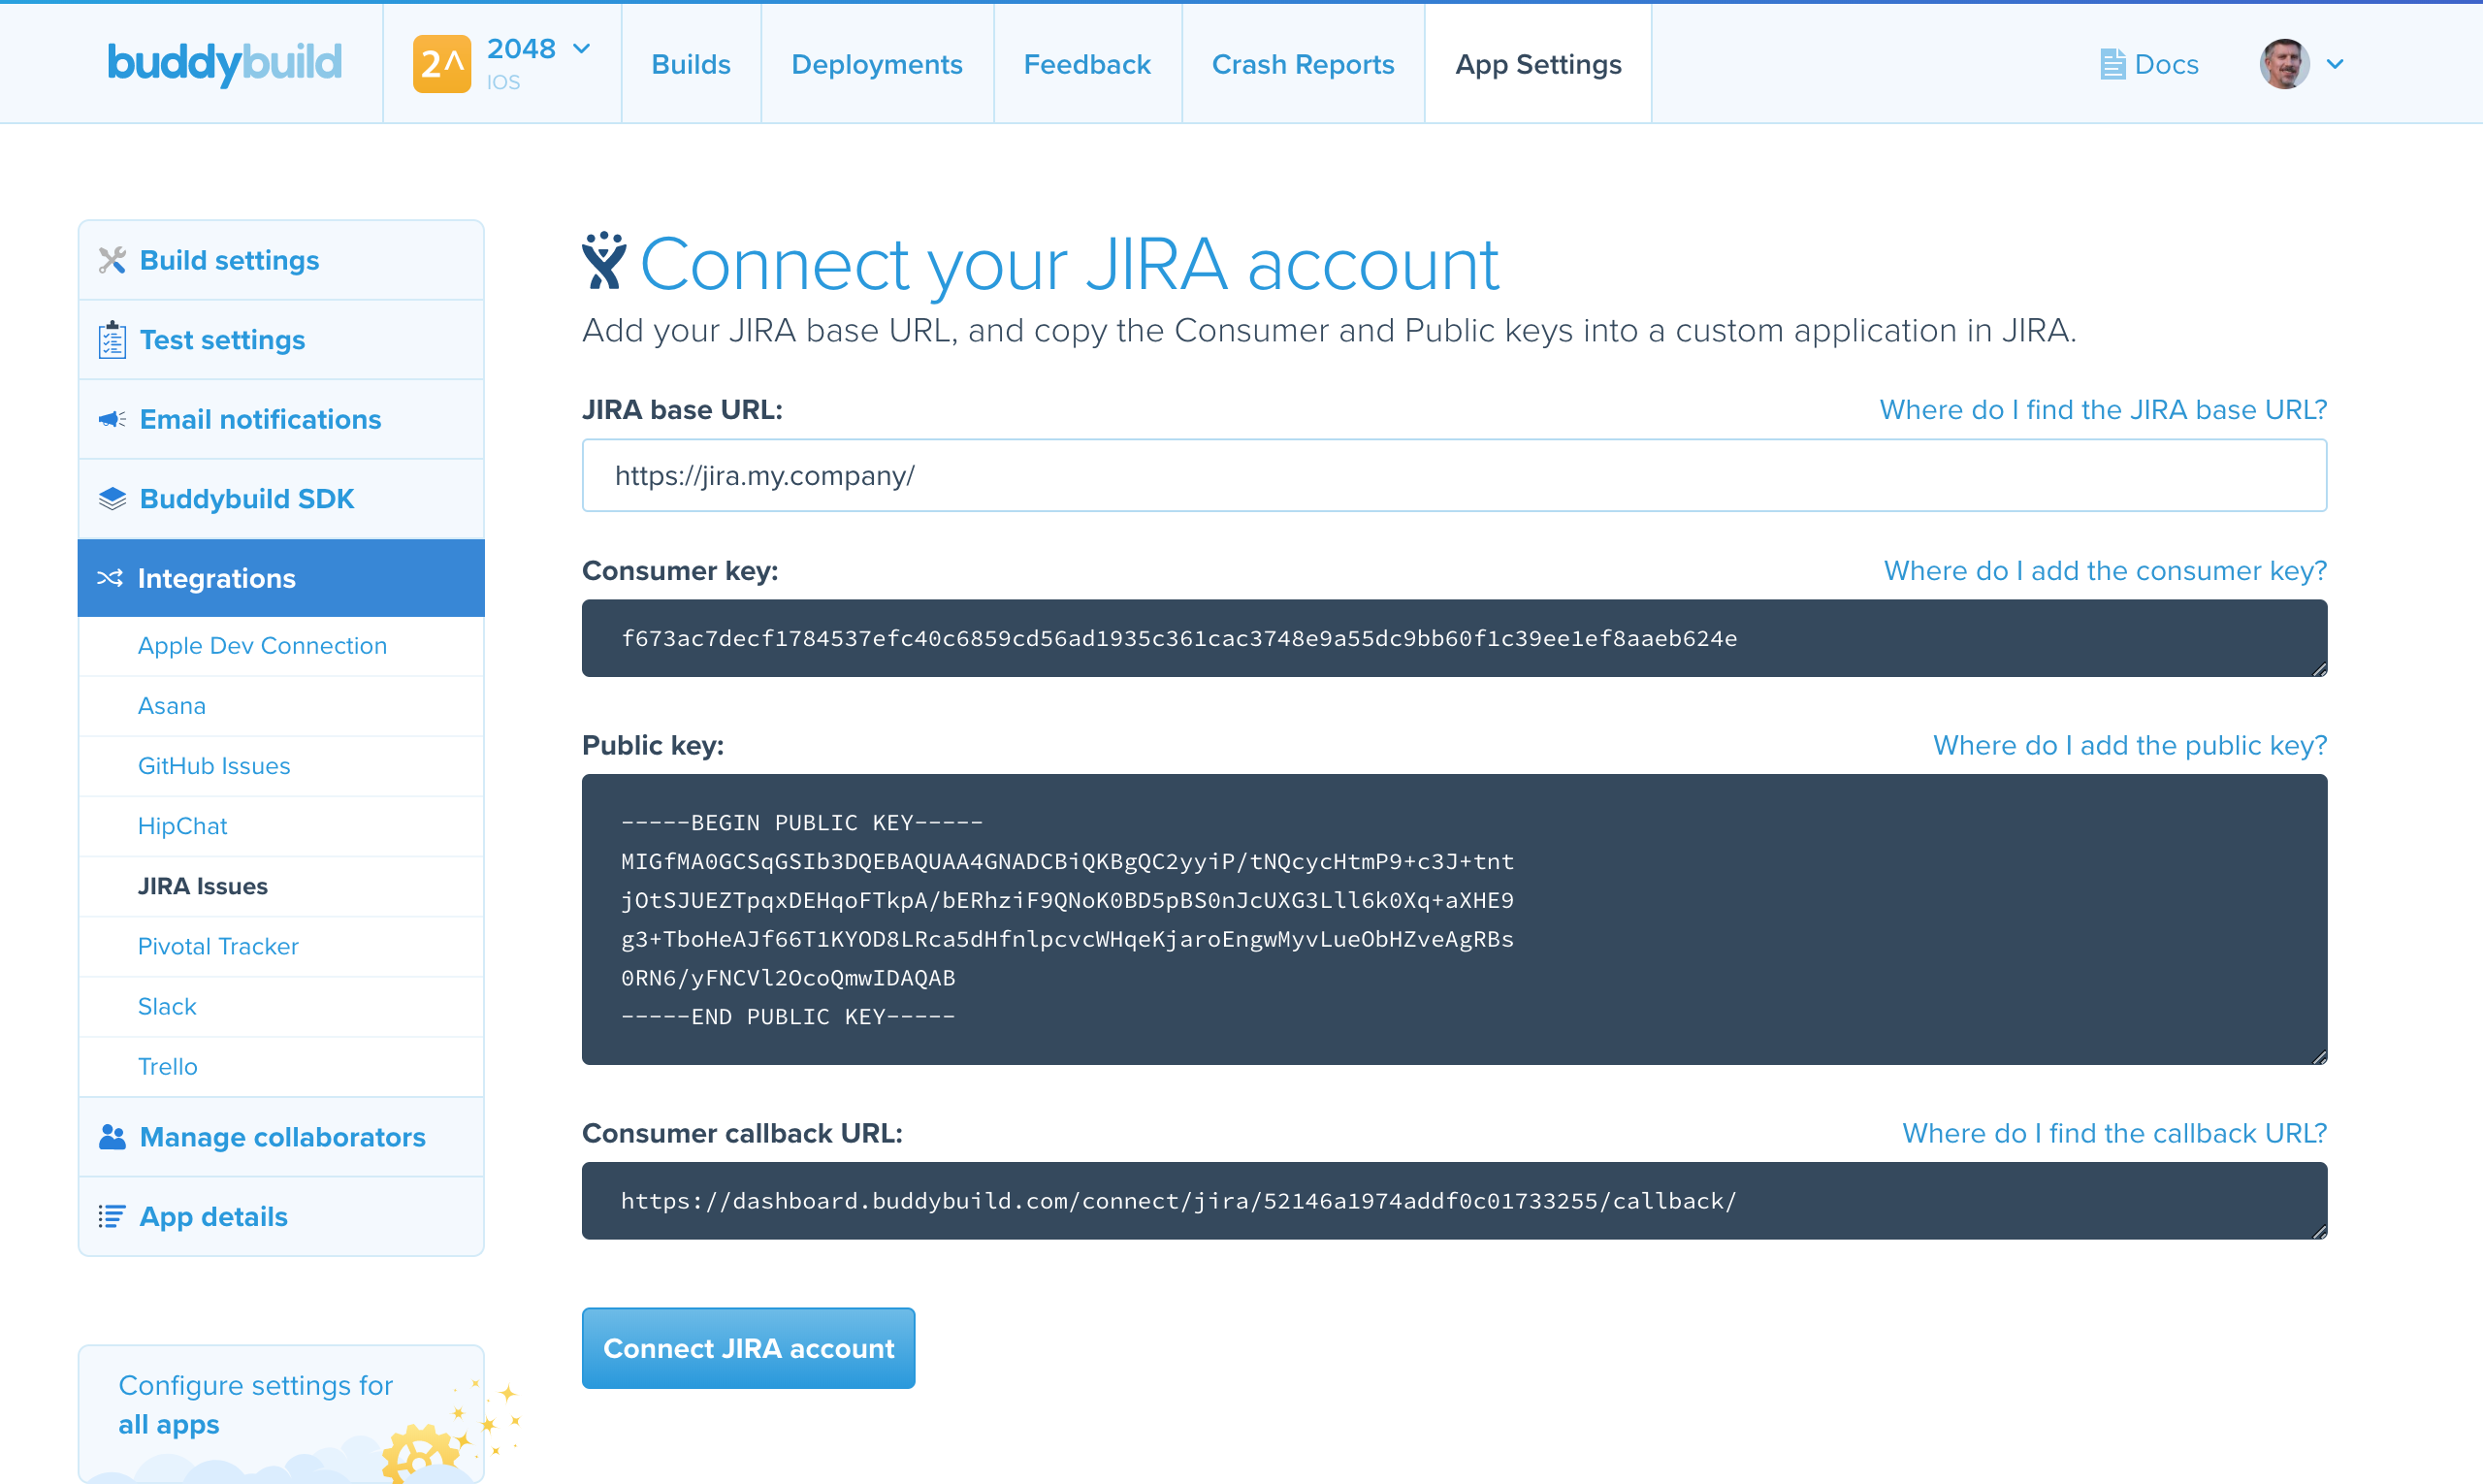 buddybuild
2^
2048
IOS
Builds
Deployments
Feedback
Crash Reports
App Settings
Docs
Build settings
Test settings
Email notifications
Buddybuild SDK
Integrations
Apple Dev Connection
Asana
GitHub Issues
HipChat
JIRA Issues
Pivotal Tracker
Slack
Trello
Manage collaborators
App details
Configure settings for
all apps
Connect your JIRA account
Add your JIRA base URL, and copy the Consumer and Public keys into a custom application in JIRA.
JIRA base URL:
Where do I find the JIRA base URL?
https://jira.my.company/
Consumer key:
Where do I add the consumer key?
f673ac7decf1784537efc40c6859cd56ad1935c361cac3748e9a55dc9bb60f1c39ee1ef8aaeb624e
Public key:
Where do I add the public key?
-----BEGIN PUBLIC KEY-----
MIGfMA0GCSqGSIb3DQEBAQUAA4GNADCBiQKBgQC2yyiP/tNQcycHtmP9+c3J+tnt
jOtSJUEZTpqxDEHqoFTkpA/bERhziF9QNoK0BD5pBS0nJcUXG3Lll6k0Xq+aXHE9
g3+TboHeAJf66T1KYOD8LRca5dHfnlpcvcWHqeKjaroEngwMyvLueObHZveAgRBs
0RN6/yFNCVl2OcoQmwIDAQAB
-----END PUBLIC KEY-----
Consumer callback URL:
Where do I find the callback URL?
https://dashboard.buddybuild.com/connect/jira/52146a1974addf0c01733255/callback/
Connect JIRA account